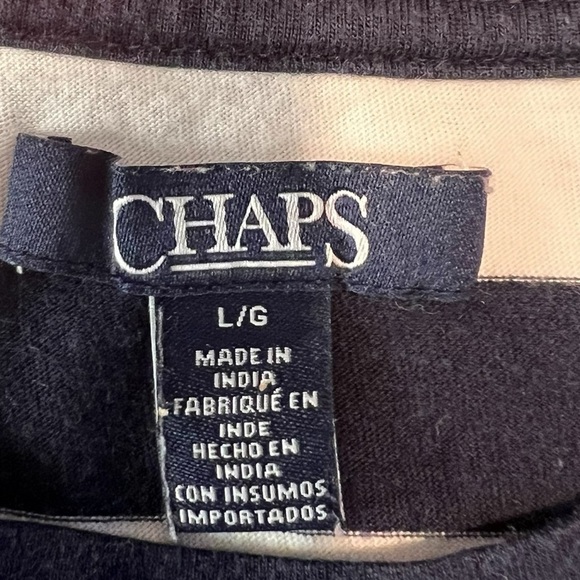 CHAPS
L/G
MADE IN
INDIA
FABRIQUÉ EN
INDE
HECHO EN
INDIA
CON INSUMOS
IMPORTADOS